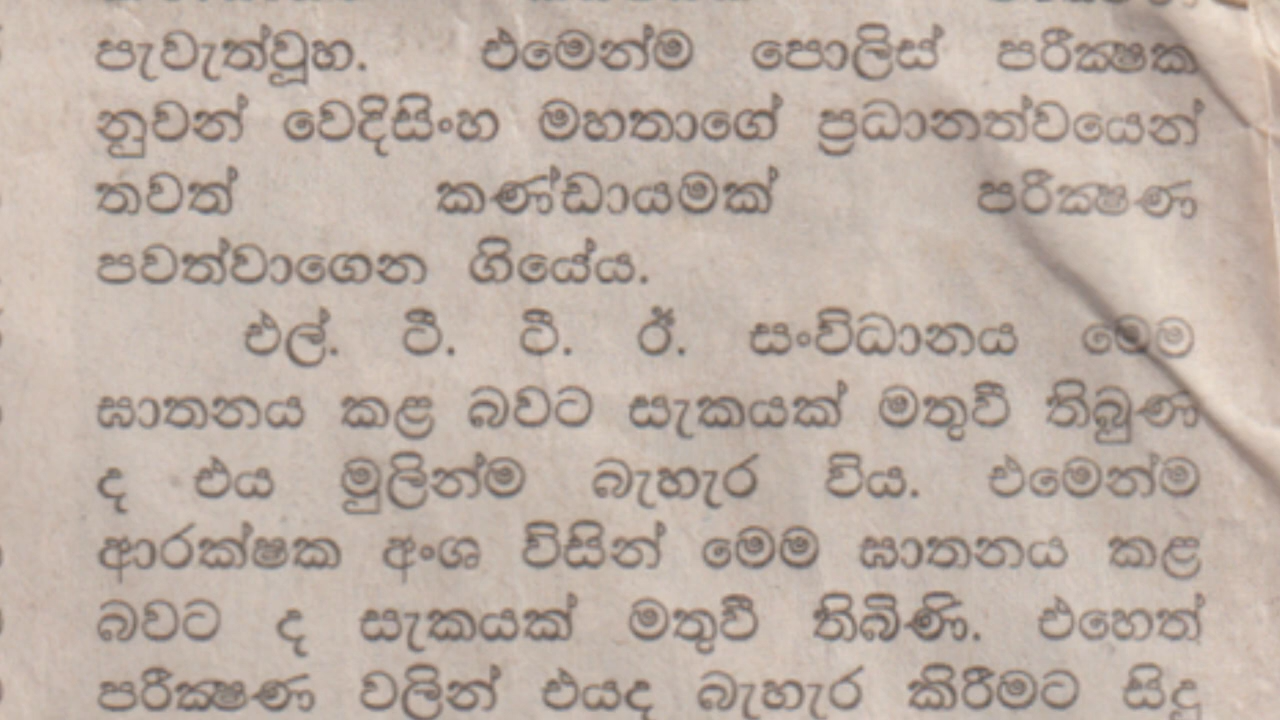 පැවැත්වූහ. එමෙන්ම පොලිස් පරීක්‍ෂක
නුවන් වෙදිසිංහ මහතාගේ ප්‍රධානත්වයෙන්
තවත් කණ්ඩායමක් පරීක්‍ෂණ
පවත්වාගෙන ගියේය.
එල්. ටී. ටී. ඊ. සංවිධානය මෙම
ඝාතනය කළ බවට සැකයක් මතුවී තිබුණ
ද එය මුලින්ම බැහැර විය. එමෙන්ම
ආරක්ෂක අංශ විසින් මෙම ඝාතනය කළ
බවට ද සැකයක් මතුවී තිබිණි. එහෙත්
පරීක්‍ෂණ වලින් එයද බැහැර කිරීමට සිදු